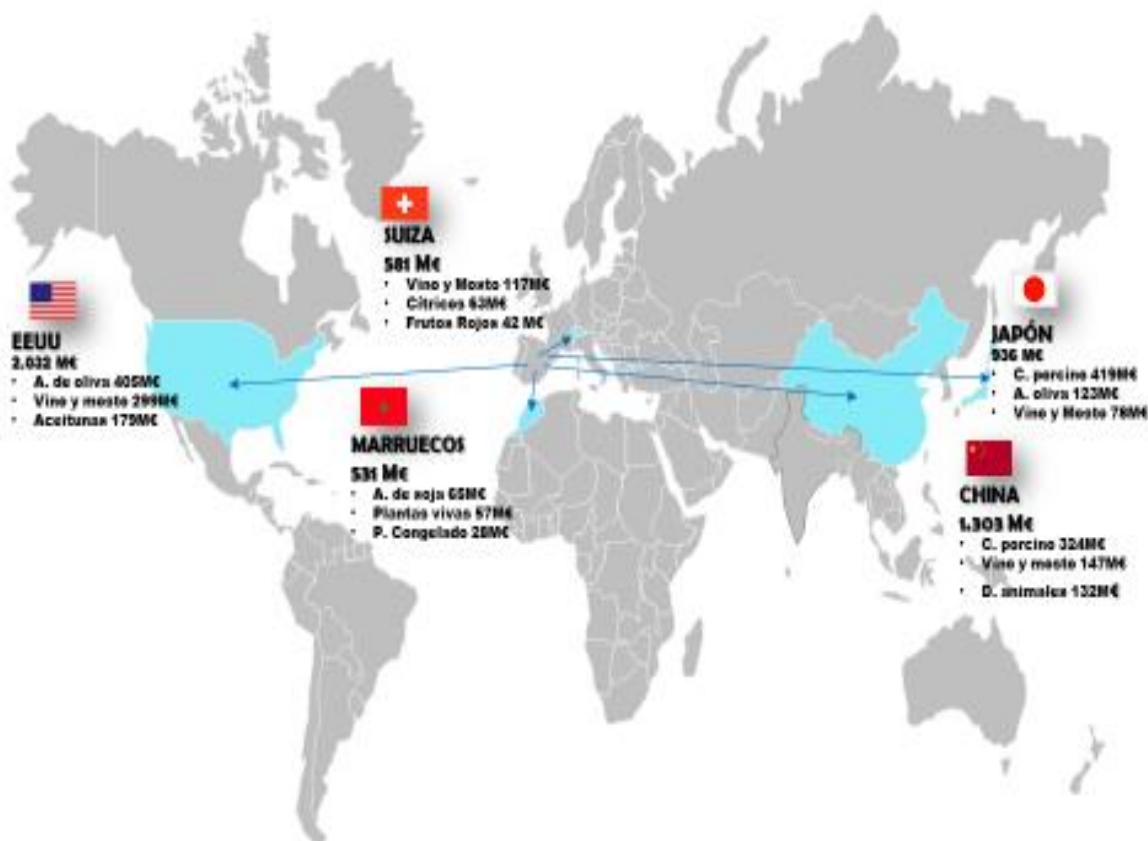 SUIZA
581 M€
• Vino y Mosto 117M€
• Cítricos 63M€
• Frutos Rojos 42 M€
EEUU
2.032 M€
• A. de oliva 405M€
• Vino y mosto 299M€
• Aceitunas 179M€
MARRUECOS
531 M€
• A. de soja 65M€
• Plantas vivas 57M€
• P. Congelado 28M€
JAPÓN
936 M€
• C. porcino 419M€
• A. oliva 123M€
• Vino y Mosto 78M€
CHINA
1.303 M€
• C. porcino 324M€
• Vino y mosto 147M€
• D. animales 132M€